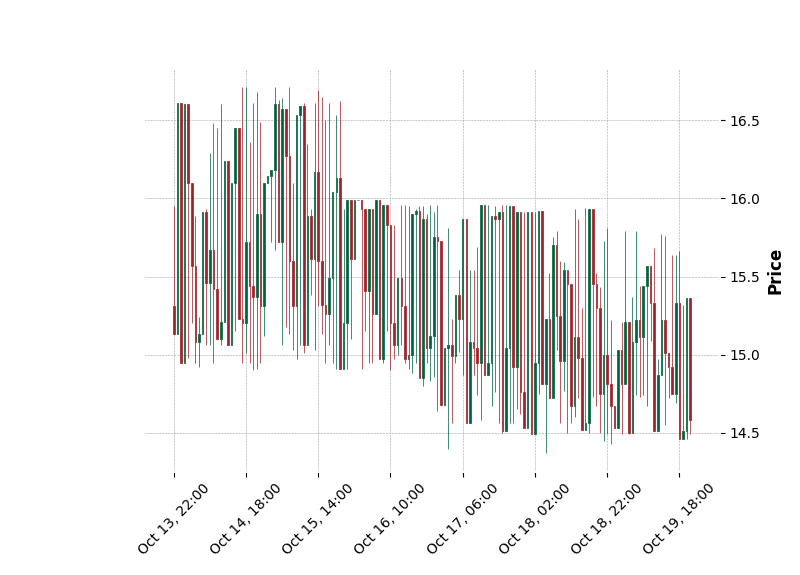 16.5
16.0
15.5
15.0
14.5
Price
Oct 13, 22:00
Oct 14, 18:00
Oct 15, 14:00
Oct 16, 10:00
Oct 17, 06:00
Oct 18, 02:00
Oct 18, 22:00
Oct 19, 18:00